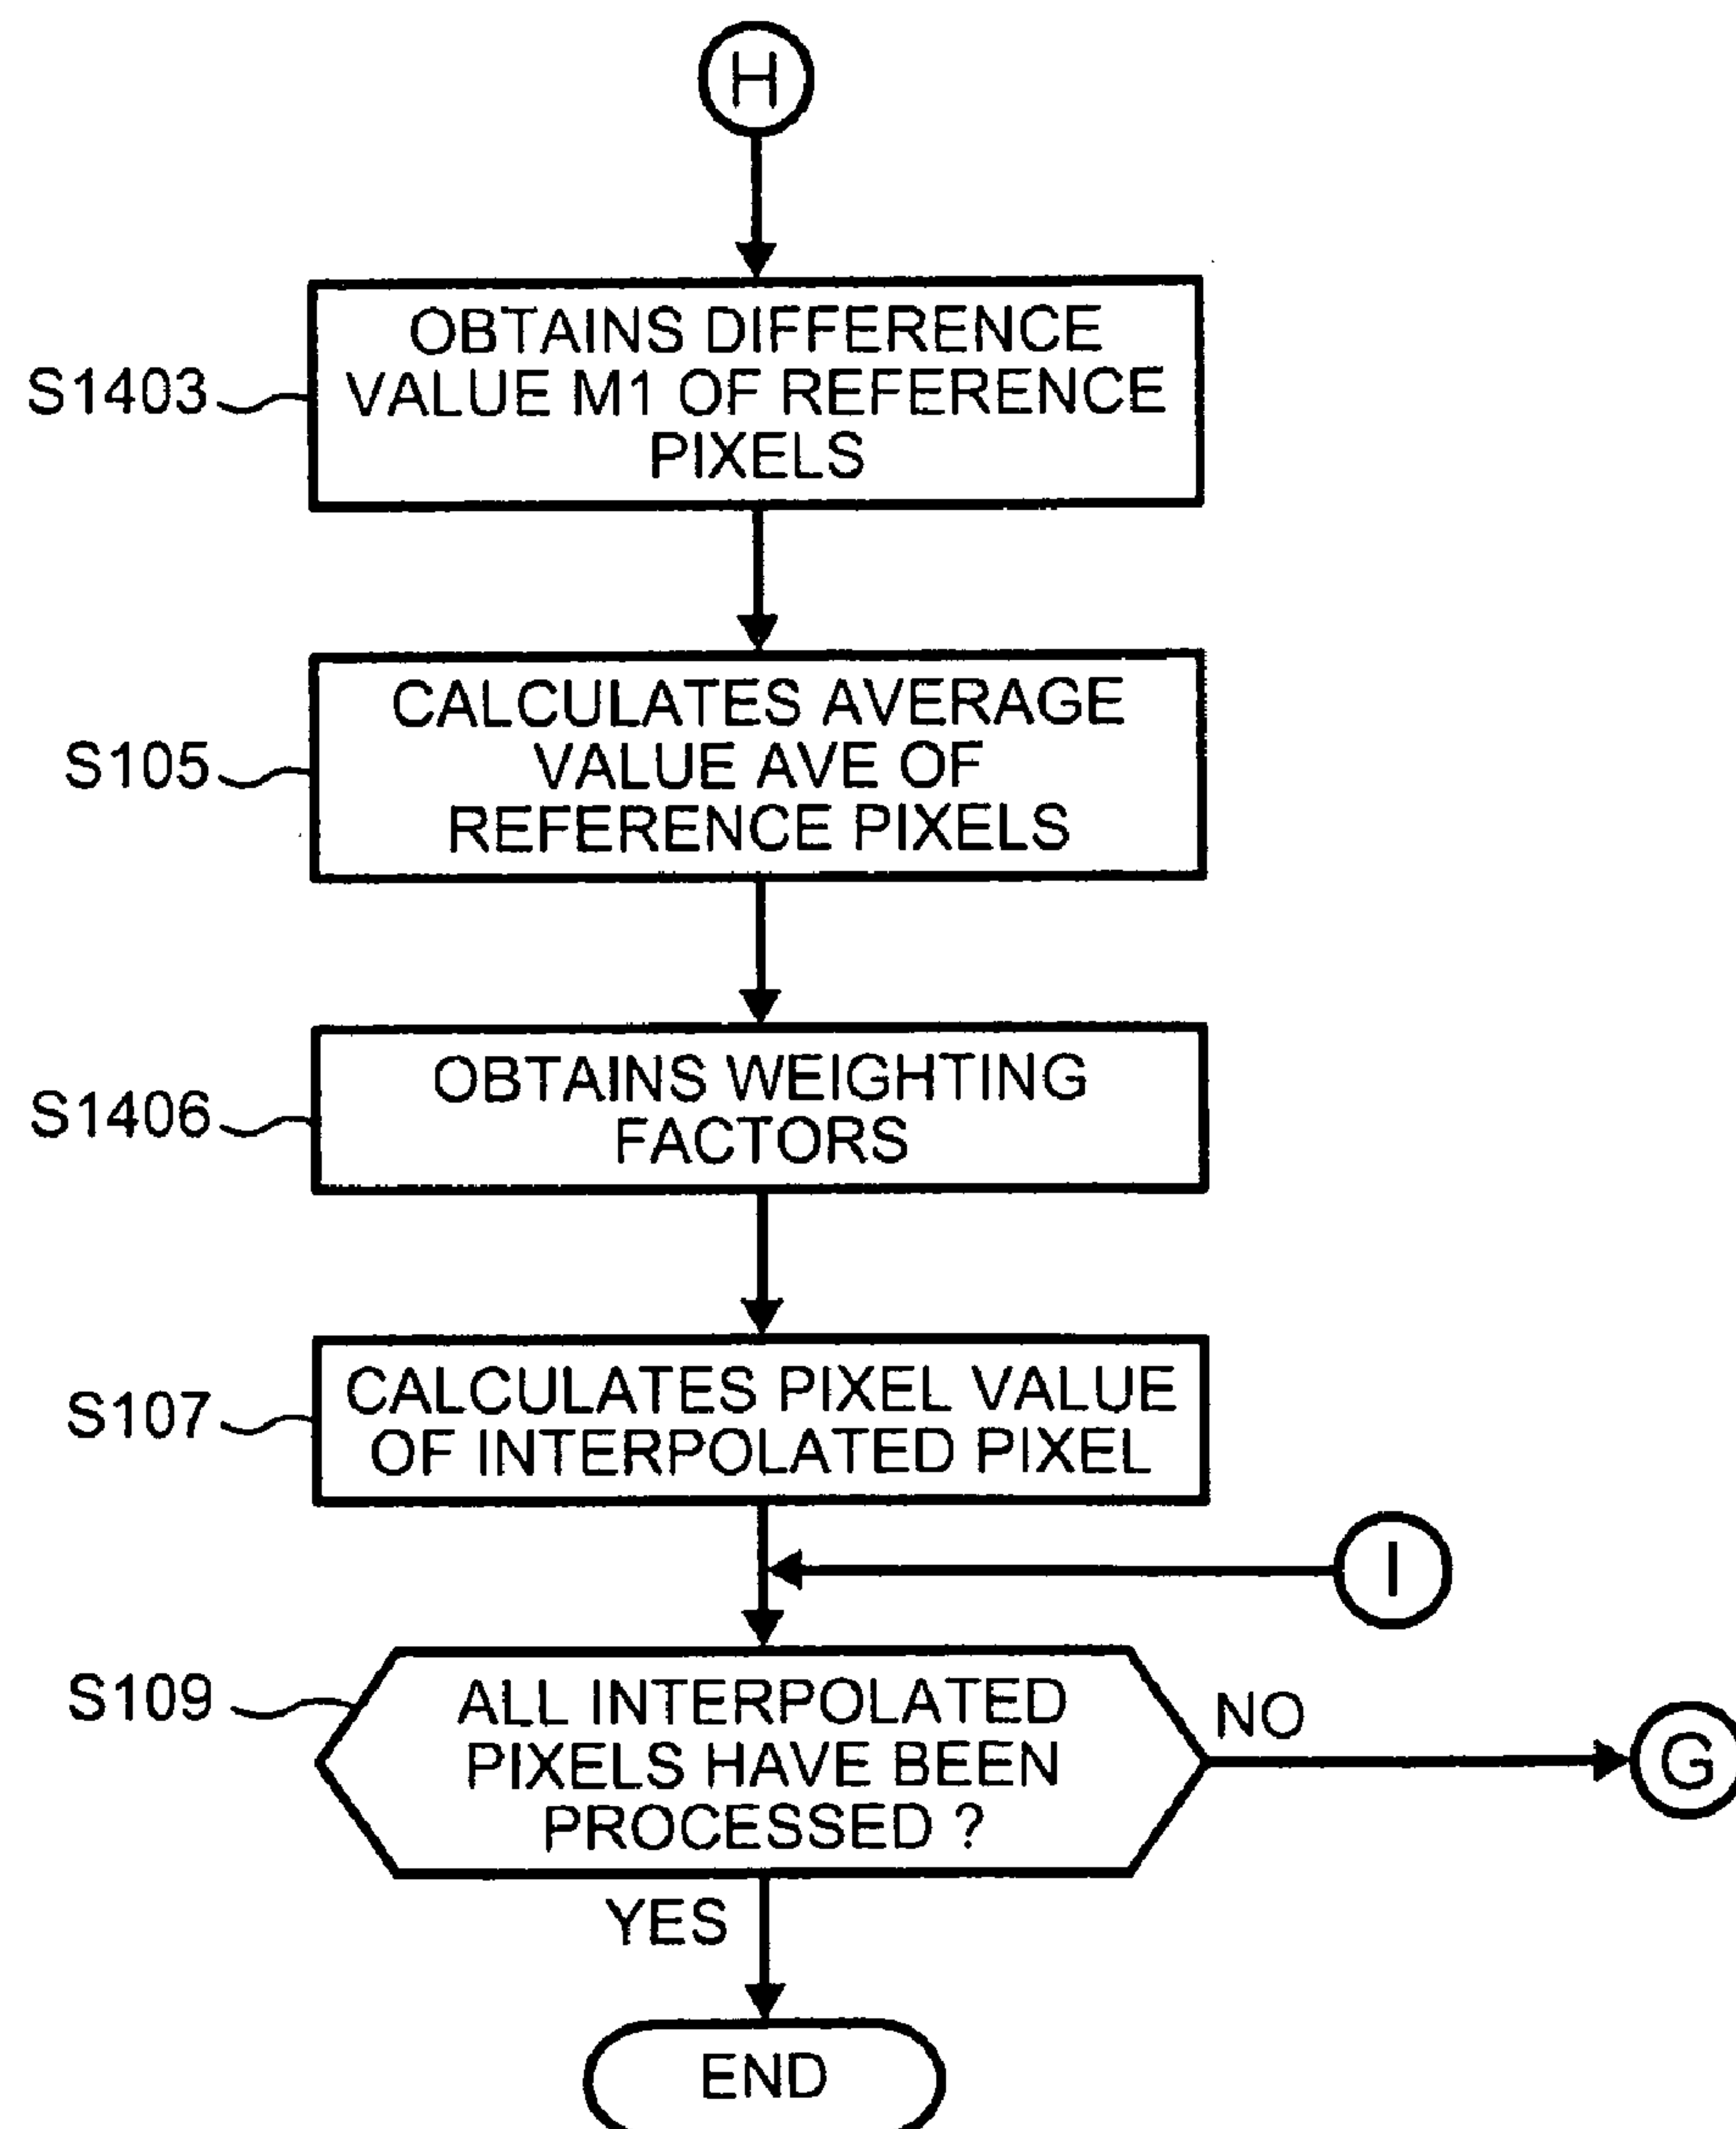 H
OBTAINS DIFFERENCE
S1403
VALUE M1 OF REFERENCE
PIXELS
CALCULATES AVERAGE
S105
VALUE AVE OF
REFERENCE PIXELS
OBTAINS WEIGHTING
S1406
FACTORS
CALCULATES PIXEL VALUE
S107
OF INTERPOLATED PIXEL
I
S109
ALL INTERPOLATED
NO
PIXELS HAVE BEEN
G
PROCESSED ?
YES
END